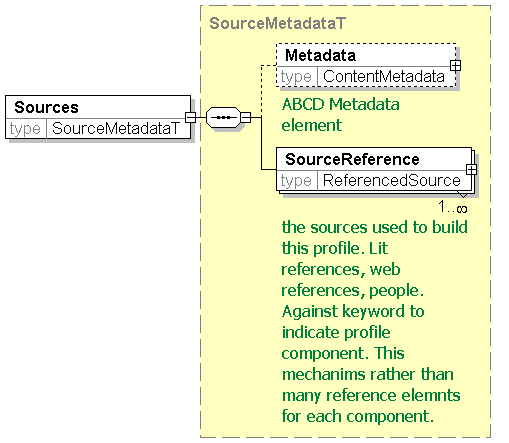 SourceMetadataT
Metadata
type ContentMetadata
ABCD Metadata
element
Sources
type SourceMetadataT
SourceReference
type ReferencedSource
1..∞
the sources used to build
this profile. Lit
references, web
references, people.
Against keyword to
indicate profile
component. This
mechanims rather than
many reference elemnts
for each component.